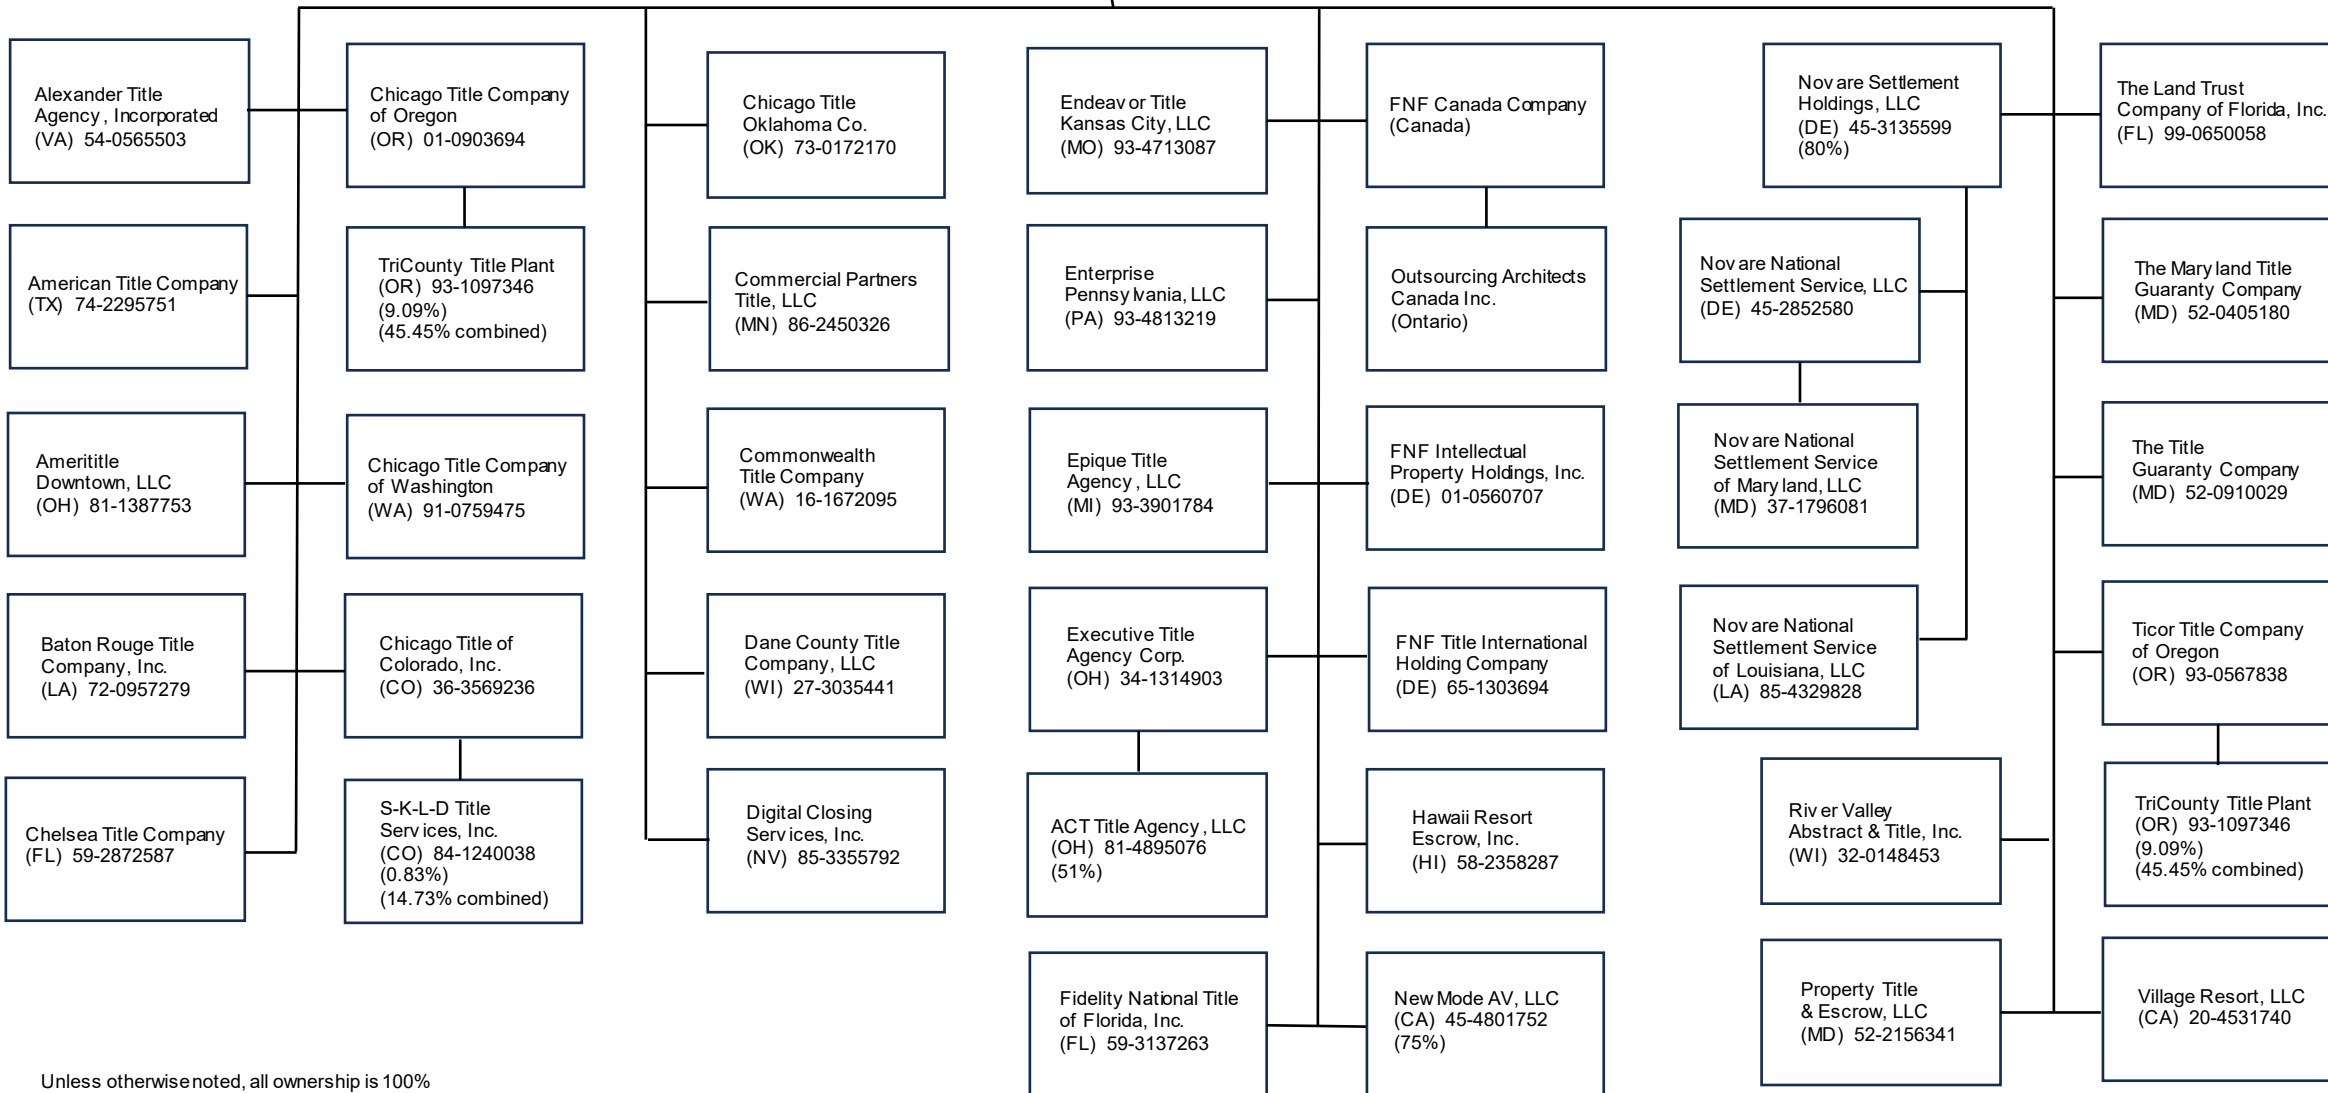 Alexander Title
Agency, Incorporated
(VA) 54-0565503
American Title Company
(TX) 74-2295751
Amerititle
Downtown, LLC
(OH) 81-1387753
Baton Rouge Title
Company, Inc.
(LA) 72-0957279
Chelsea Title Company
(FL) 59-2872587
Chicago Title Company
of Oregon
(OR) 01-0903694
TriCounty Title Plant
(OR) 93-1097346
(9.09%)
(45.45% combined)
Chicago Title Company
of Washington
(WA) 91-0759475
Chicago Title of
Colorado, Inc.
(CO) 36-3569236
S-K-L-D Title
Services, Inc.
(CO) 84-1240038
(0.83%)
(14.73% combined)
Chicago Title
Oklahoma Co.
(OK) 73-0172170
Commercial Partners
Title, LLC
(MN) 86-2450326
Commonwealth
Title Company
(WA) 16-1672095
Dane County Title
Company, LLC
(WI) 27-3035441
Digital Closing
Services, Inc.
(NV) 85-3355792
Endeavor Title
Kansas City, LLC
(MO) 93-4713087
Enterprise
Pennsylvania, LLC
(PA) 93-4813219
Epique Title
Agency, LLC
(MI) 93-3901784
Executive Title
Agency Corp.
(OH) 34-1314903
ACT Title Agency, LLC
(OH) 81-4895076
(51%)
Fidelity National Title
of Florida, Inc.
(FL) 59-3137263
FNF Canada Company
(Canada)
Outsourcing Architects
Canada Inc.
(Ontario)
FNF Intellectual
Property Holdings, Inc.
(DE) 01-0560707
FNF Title International
Holding Company
(DE) 65-1303694
Hawaii Resort
Escrow, Inc.
(HI) 58-2358287
New Mode AV, LLC
(CA) 45-4801752
(75%)
Novare Settlement
Holdings, LLC
(DE) 45-3135599
(80%)
Novare National
Settlement Service, LLC
(DE) 45-2852580
Novare National
Settlement Service
of Maryland, LLC
(MD) 37-1796081
Novare National
Settlement Service
of Louisiana, LLC
(LA) 85-4329828
River Valley
Abstract & Title, Inc.
(WI) 32-0148453
Property Title
& Escrow, LLC
(MD) 52-2156341
The Land Trust
Company of Florida, Inc.
(FL) 99-0650058
The Maryland Title
Guaranty Company
(MD) 52-0405180
The Title
Guaranty Company
(MD) 52-0910029
Ticor Title Company
of Oregon
(OR) 93-0567838
TriCounty Title Plant
(OR) 93-1097346
(9.09%)
(45.45% combined)
Village Resort, LLC
(CA) 20-4531740
Unless otherwise noted, all ownership is 100%